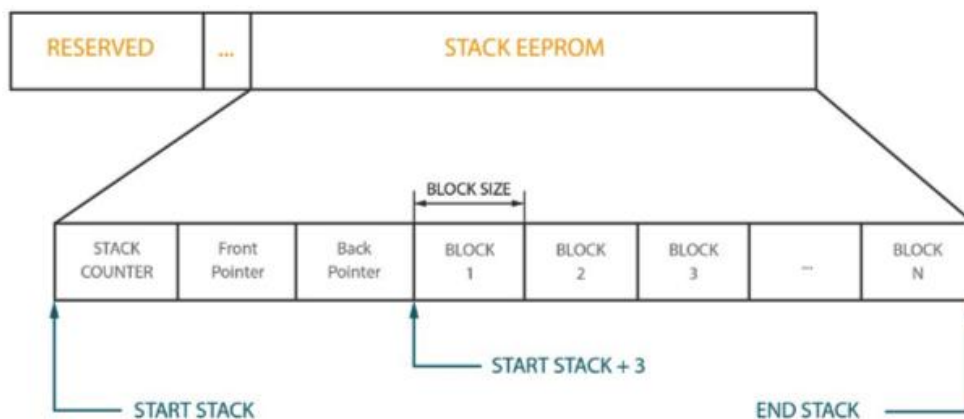 RESERVED ... STACK EEPROM
BLOCK SIZE
STACK COUNTER
Front Pointer
Back Pointer
BLOCK 1
BLOCK 2
BLOCK 3
...
BLOCK N
START STACK + 3
START STACK
END STACK